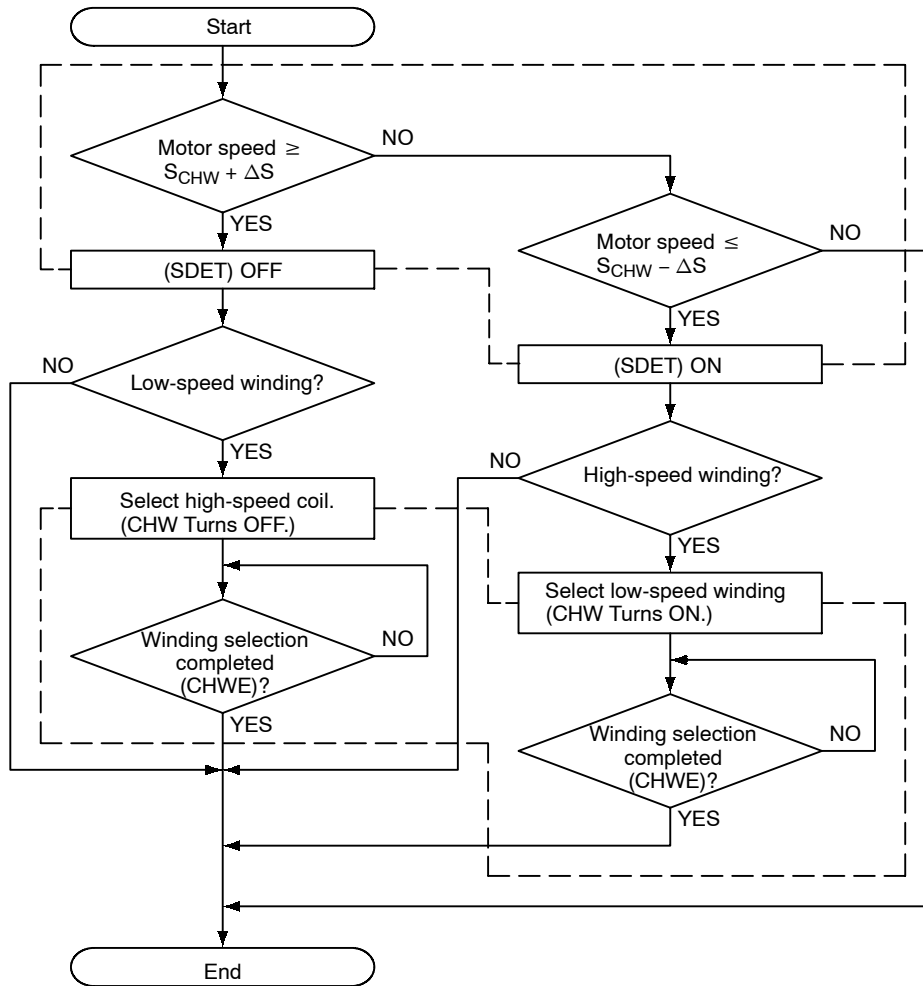 Start
Motor speed ≥
S_CHW + ΔS
NO
YES
(SDET) OFF
Motor speed ≤
S_CHW − ΔS
NO
YES
(SDET) ON
Low-speed winding?
NO
YES
High-speed winding?
NO
YES
Select high-speed coil.
(CHW Turns OFF.)
Select low-speed winding
(CHW Turns ON.)
Winding selection
completed
(CHWE)?
NO
YES
Winding selection
completed
(CHWE)?
NO
YES
End